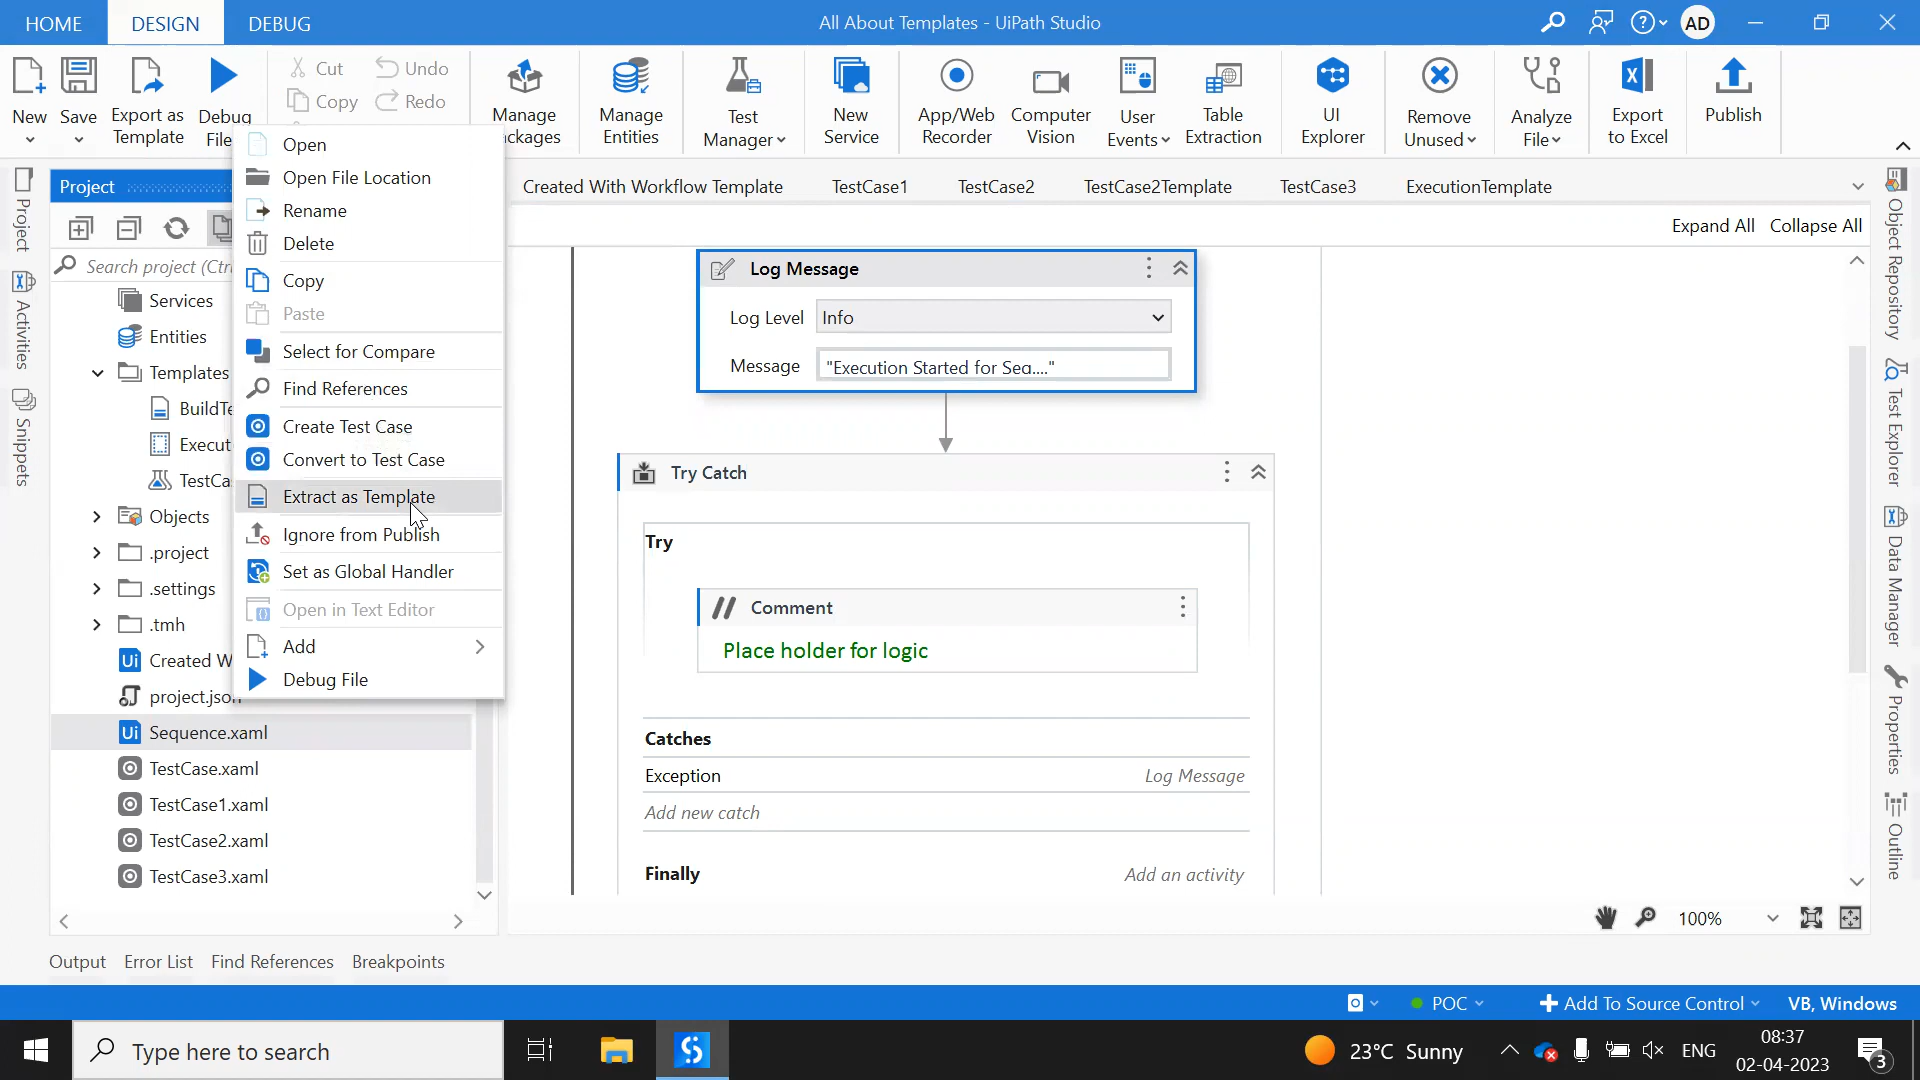 HOME
DESIGN
DEBUG
All About Templates - UiPath Studio
AD
New
Save
Export as
Template
Debug
File
Cut
Copy
Undo
Redo
Manage
ackages
Manage
Entities
Test
Manager
New
Service
App/Web
Recorder
Computer
Vision
User
Events
Table
Extraction
UI
Explorer
Remove
Unused
Analyze
File
Export
to Excel
Publish
Project
Activities
Snippets
Project
Search project (Ctr
Services
Entities
Templates
BuildTe
Execut
TestCa
Objects
.project
.settings
.tmh
Created W
project.json
Sequence.xaml
TestCase.xaml
TestCase1.xaml
TestCase2.xaml
TestCase3.xaml
Open
Open File Location
Rename
Delete
Copy
Paste
Select for Compare
Find References
Create Test Case
Convert to Test Case
Extract as Template
Ignore from Publish
Set as Global Handler
Open in Text Editor
Add
Debug File
Created With Workflow Template
TestCase1
TestCase2
TestCase2Template
TestCase3
ExecutionTemplate
Expand All
Collapse All
Log Message
Log Level
Info
Message
"Execution Started for Seq...."
Try Catch
Try
// Comment
Place holder for logic
Catches
Exception
Log Message
Add new catch
Finally
Add an activity
100%
Object Repository
Test Explorer
Data Manager
Properties
Outline
Output
Error List
Find References
Breakpoints
POC
Add To Source Control
VB, Windows
Type here to search
23°C Sunny
ENG
08:37
02-04-2023
3